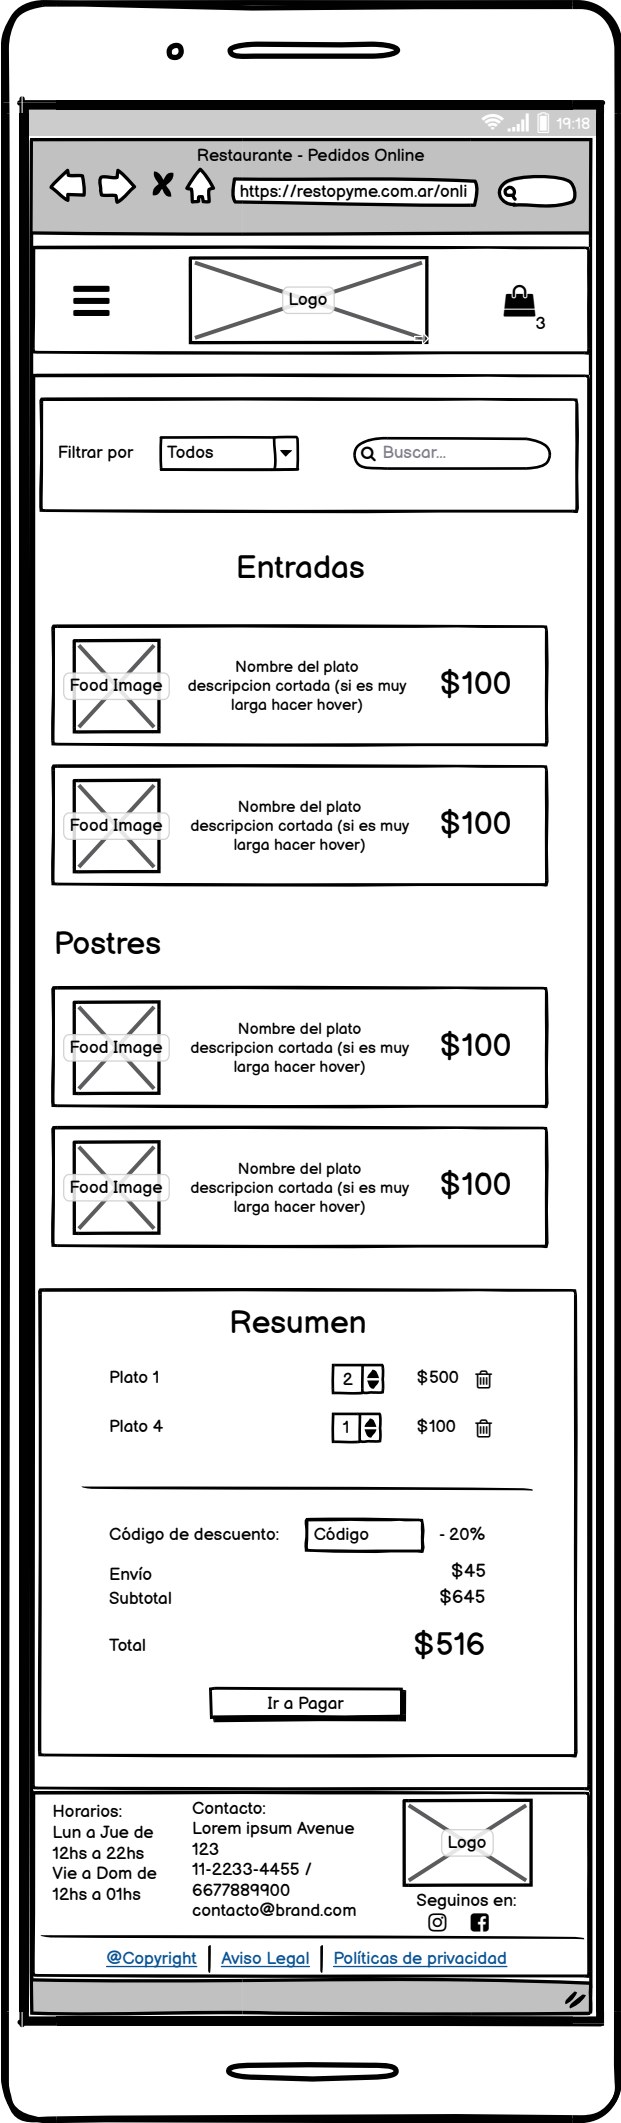 19:18
Restaurante - Pedidos Online
https://restopyme.com.ar/onli
Logo
3
Filtrar por
Todos
Buscar...
Entradas
Food Image
Nombre del plato
descripcion cortada (si es muy
larga hacer hover)
$100
Food Image
Nombre del plato
descripcion cortada (si es muy
larga hacer hover)
$100
Postres
Food Image
Nombre del plato
descripcion cortada (si es muy
larga hacer hover)
$100
Food Image
Nombre del plato
descripcion cortada (si es muy
larga hacer hover)
$100
Resumen
Plato 1 2 $500
Plato 4 1 $100
Código de descuento: Código - 20%
Envío $45
Subtotal $645
Total $516
Ir a Pagar
Horarios:
Lun a Jue de
12hs a 22hs
Vie a Dom de
12hs a 01hs
Contacto:
Lorem ipsum Avenue
123
11-2233-4455 /
6677889900
contacto@brand.com
Logo
Seguinos en:
@Copyright Aviso Legal Políticas de privacidad